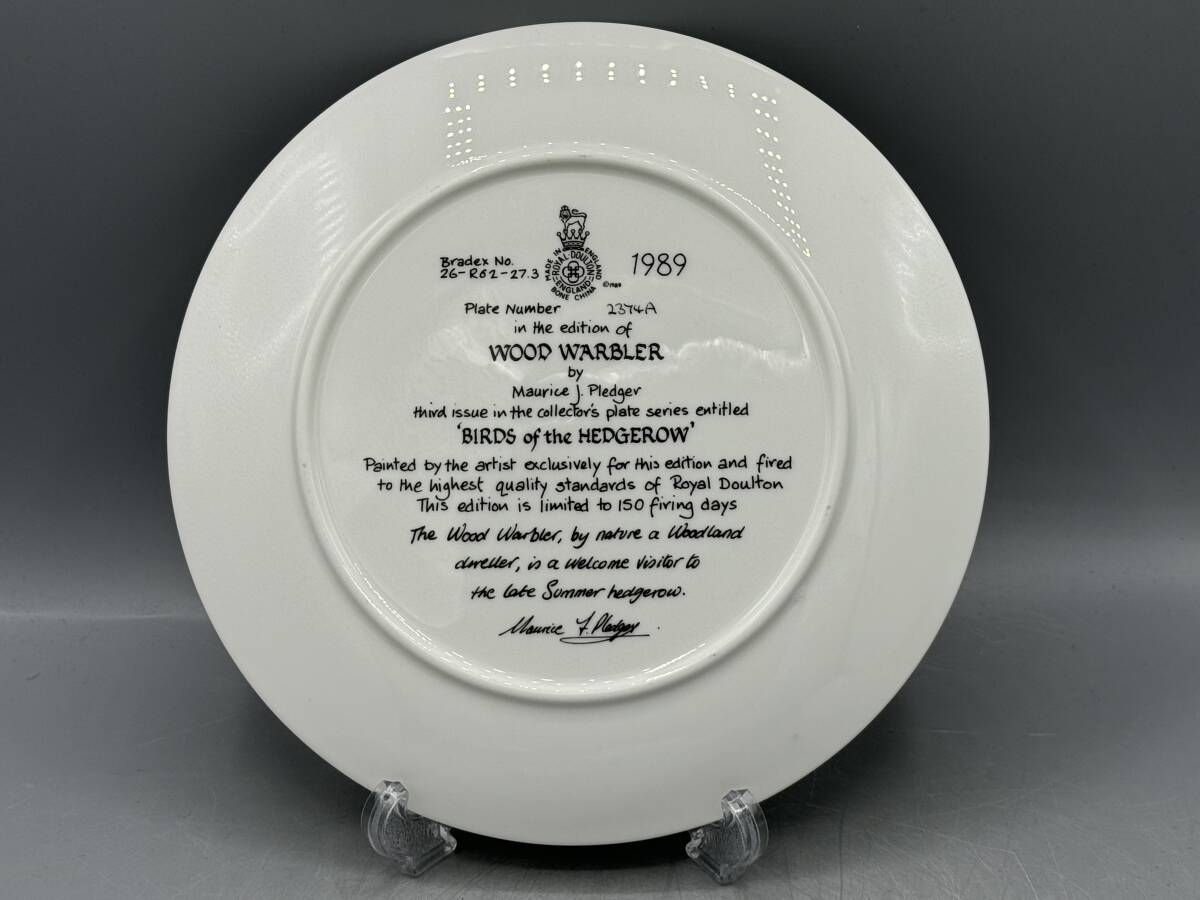 Bradex No.
26-R62-27.3
MADE IN ENGLAND
ROYAL DOULTON
ENGLAND
BONE CHINA
©1989
1989
Plate Number 2374A
in the edition of
WOOD WARBLER
by
Maurice J. Pledger
third issue in the collector's plate series entitled
'BIRDS of the HEDGEROW'
Painted by the artist exclusively for this edition and fired
to the highest quality standards of Royal Doulton
This edition is limited to 150 firing days
The Wood Warbler, by nature a Woodland
dweller, is a welcome visitor to
the late Summer hedgerow.
Maurice J. Pledger